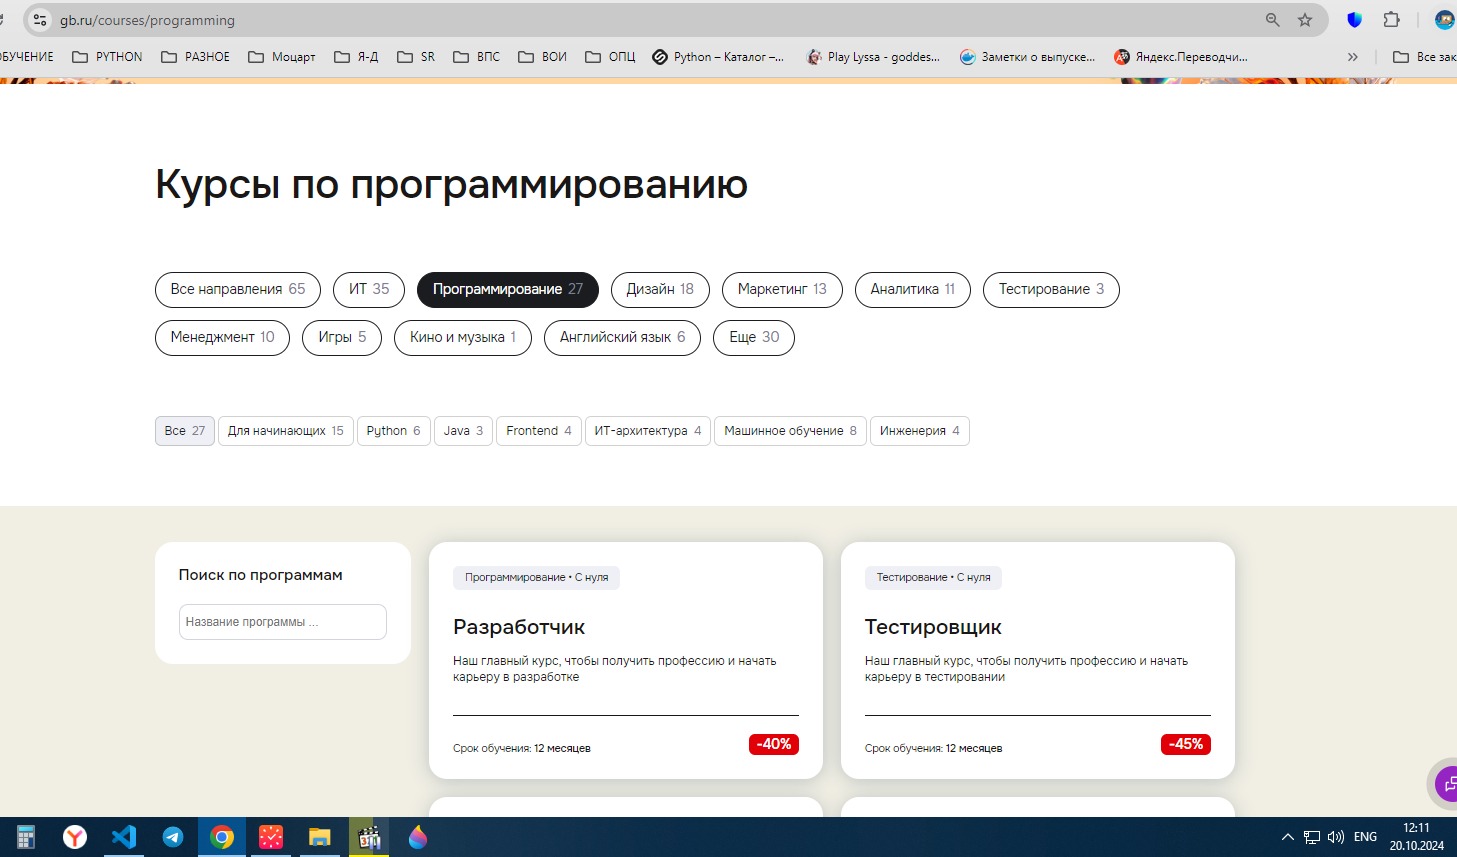 gb.ru/courses/programming
ОБУЧЕНИЕ PYTHON РАЗНОЕ Моцарт Я-Д SR ВПС ВОИ ОПЦ Python – Каталог –... Play Lyssa - goddes... Заметки о выпуске... Яндекс.Переводчи... » Все зак
Курсы по программированию
Все направления 65 ИТ 35 Программирование 27 Дизайн 18 Маркетинг 13 Аналитика 11 Тестирование 3
Менеджмент 10 Игры 5 Кино и музыка 1 Английский язык 6 Еще 30
Все 27 Для начинающих 15 Python 6 Java 3 Frontend 4 ИТ-архитектура 4 Машинное обучение 8 Инженерия 4
Поиск по программам
Название программы ...
Программирование • С нуля
Разработчик
Наш главный курс, чтобы получить профессию и начать
карьеру в разработке
Срок обучения: 12 месяцев -40%
Тестирование • С нуля
Тестировщик
Наш главный курс, чтобы получить профессию и начать
карьеру в тестировании
Срок обучения: 12 месяцев -45%
ENG
12:11
20.10.2024